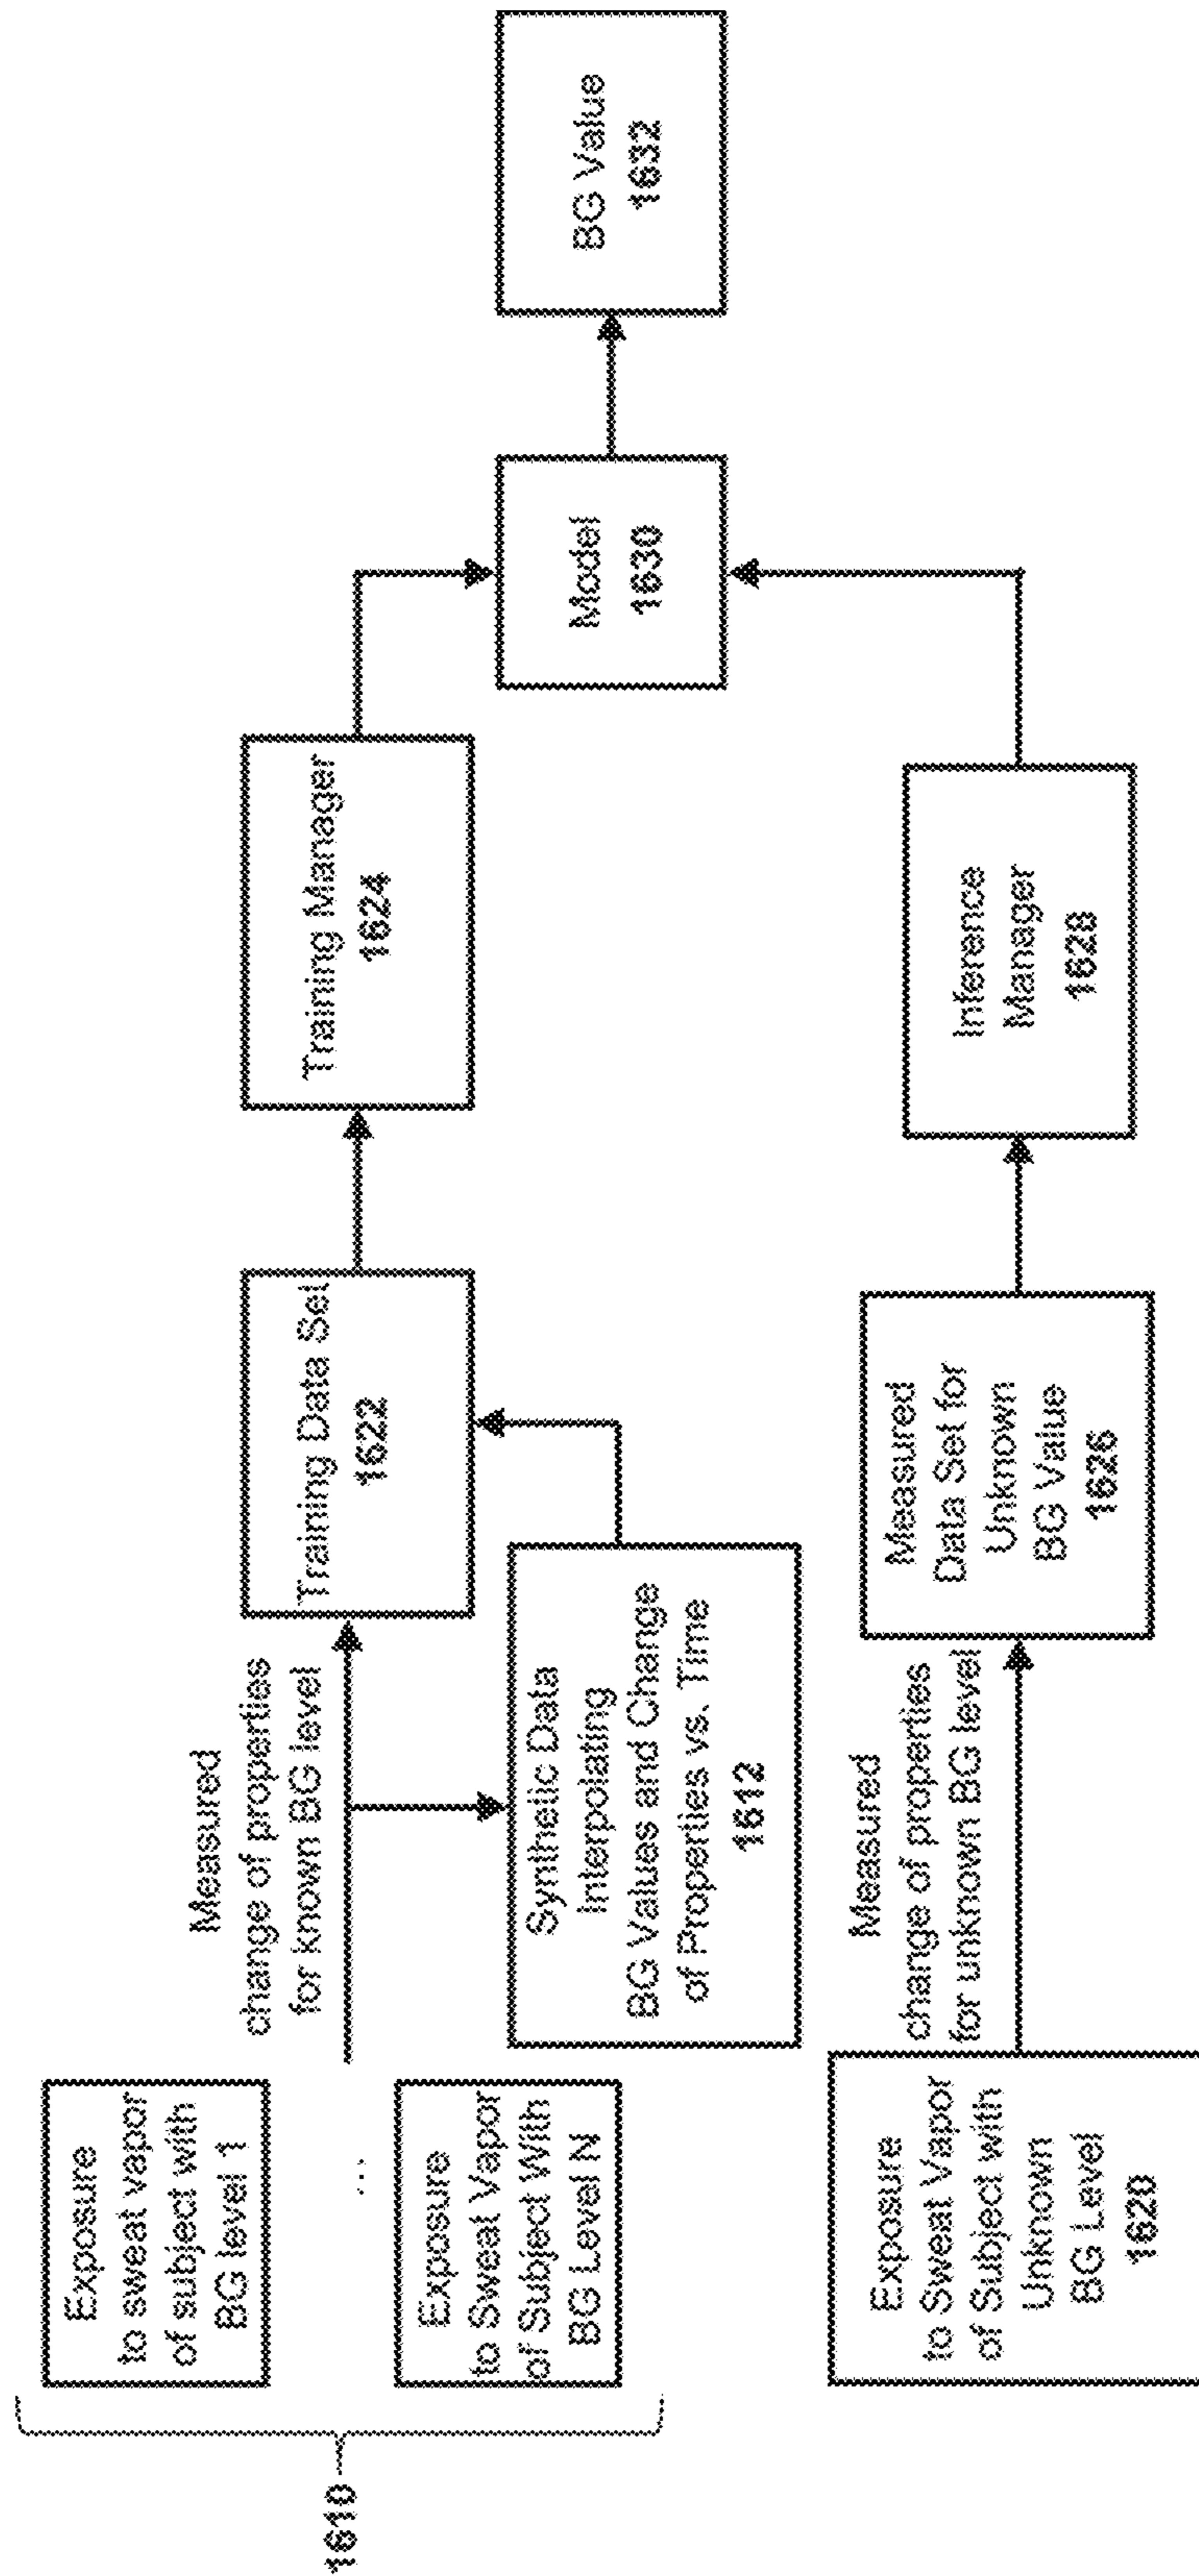 1610
Exposure
to sweat vapor
of subject with
BG level 1
...
Exposure
to Sweat Vapor
of Subject With
BG Level N
Measured
change of properties
for known BG level
Synthetic Data
Interpolating
BG Values and Change
of Properties vs. Time
1612
Training Data Set
1622
Training Manager
1624
Model
1630
BG Value
1632
Exposure
to Sweat Vapor
of Subject with
Unknown
BG Level
1620
Measured
change of properties
for unknown BG level
Measured
Data Set for
Unknown
BG Value
1626
Inference
Manager
1628